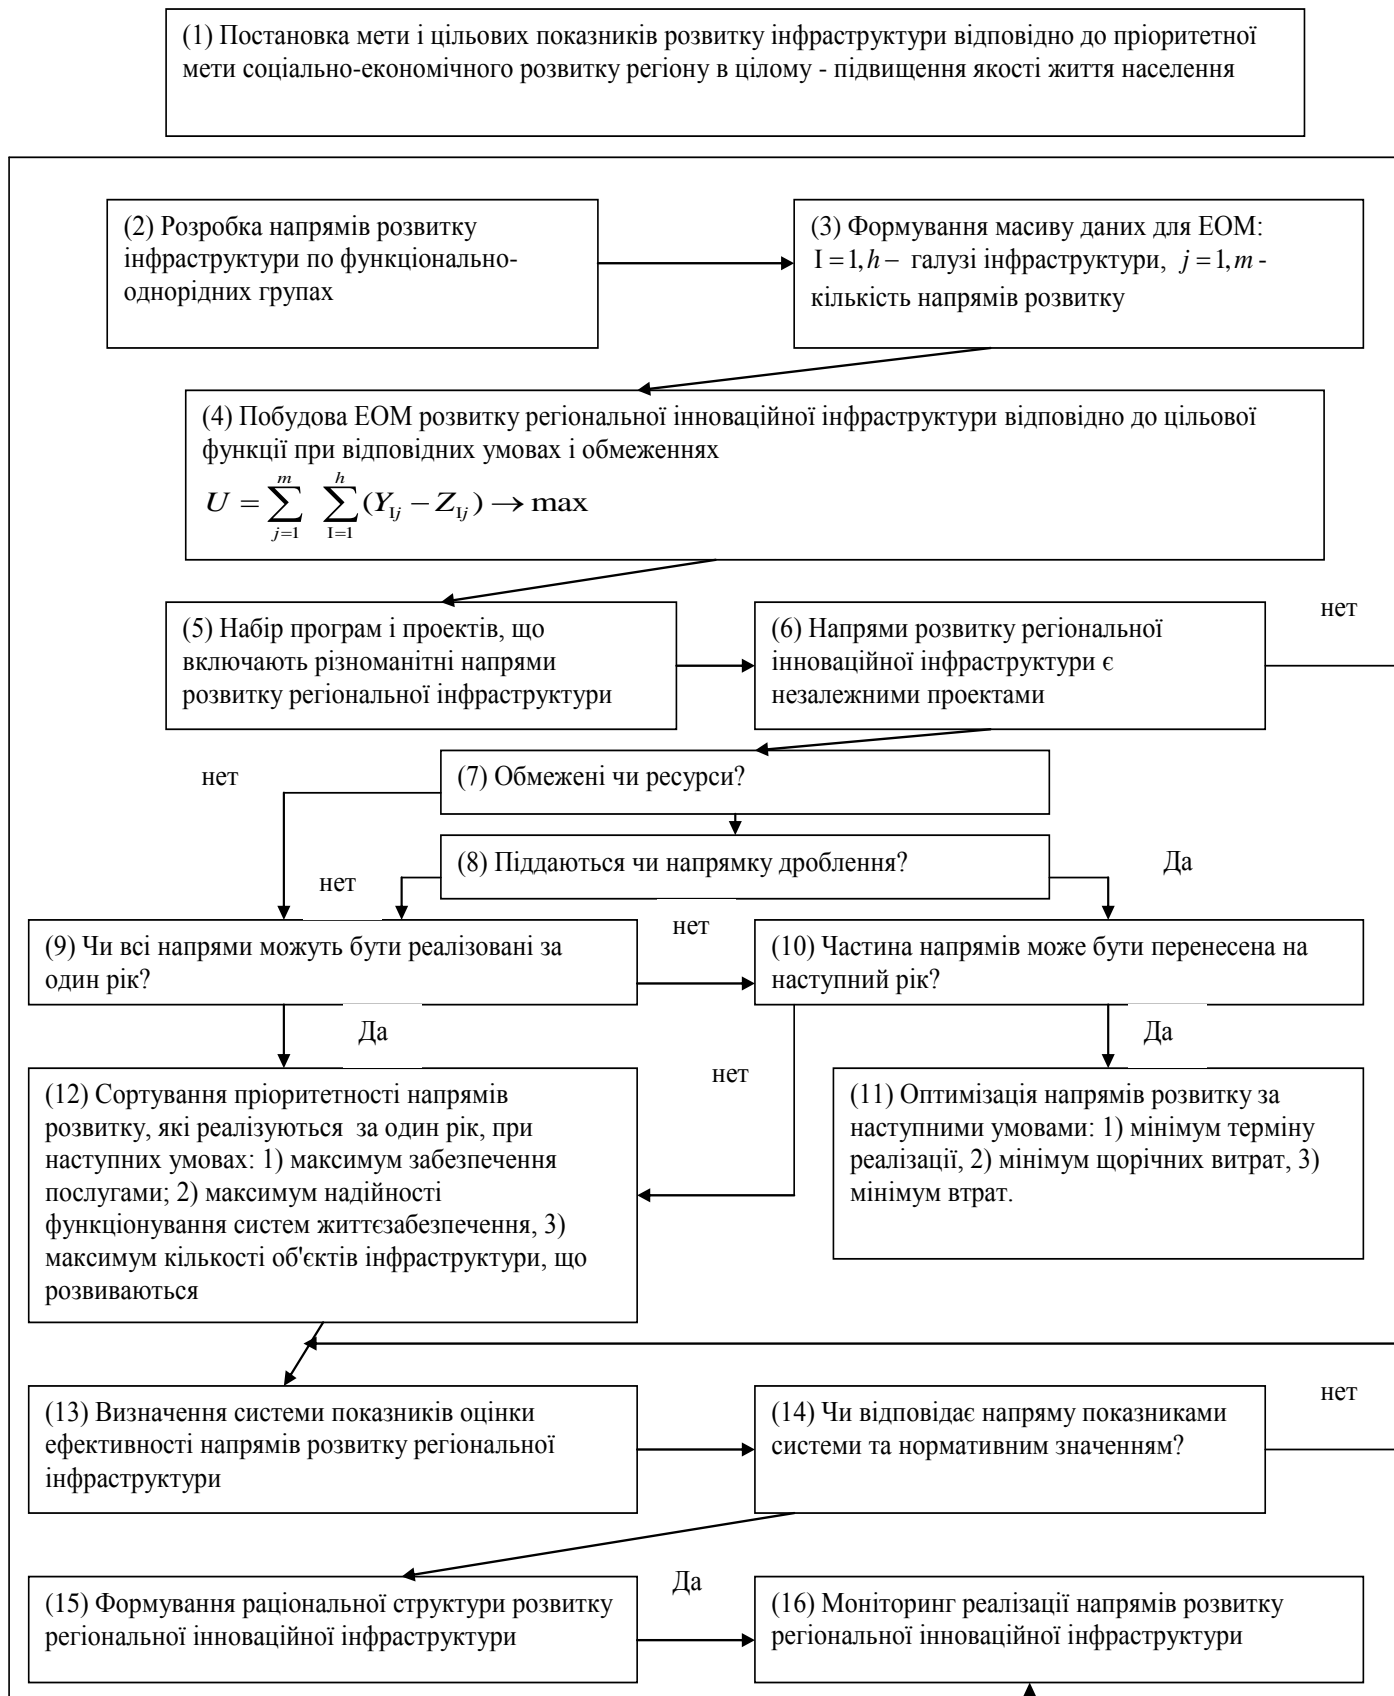 (1) Постановка мети і цільових показників розвитку інфраструктури відповідно до пріоритетної
мети соціально-економічного розвитку регіону в цілому - підвищення якості життя населення
(2) Розробка напрямів розвитку
інфраструктури по функціонально-
однорідних групах
(3) Формування масиву даних для ЕОМ:
I = 1, h – галузі інфраструктури, j = 1, m -
кількість напрямів розвитку
(4) Побудова ЕОМ розвитку регіональної інноваційної інфраструктури відповідно до цільової
функції при відповідних умовах і обмеженнях
U = ∑_{j=1}^{m} ∑_{I=1}^{h} (Y_{Ij} − Z_{Ij}) → max
(5) Набір програм і проектів, що
включають різноманітні напрями
розвитку регіональної інфраструктури
(6) Напрями розвитку регіональної
інноваційної інфраструктури є
незалежними проектами
нет
нет
(7) Обмежені чи ресурси?
(8) Піддаються чи напрямку дроблення?
Да
нет
нет
(9) Чи всі напрями можуть бути реалізовані за
один рік?
(10) Частина напрямів може бути перенесена на
наступний рік?
Да
Да
нет
(12) Сортування пріоритетності напрямів
розвитку, які реалізуються за один рік, при
наступних умовах: 1) максимум забезпечення
послугами; 2) максимум надійності
функціонування систем життєзабезпечення, 3)
максимум кількості об'єктів інфраструктури, що
розвиваються
(11) Оптимізація напрямів розвитку за
наступними умовами: 1) мінімум терміну
реалізації, 2) мінімум щорічних витрат, 3)
мінімум втрат.
(13) Визначення системи показників оцінки
ефективності напрямів розвитку регіональної
інфраструктури
(14) Чи відповідає напряму показниками
системи та нормативним значенням?
нет
(15) Формування раціональної структури розвитку
регіональної інноваційної інфраструктури
Да
(16) Моніторинг реалізації напрямів розвитку
регіональної інноваційної інфраструктури